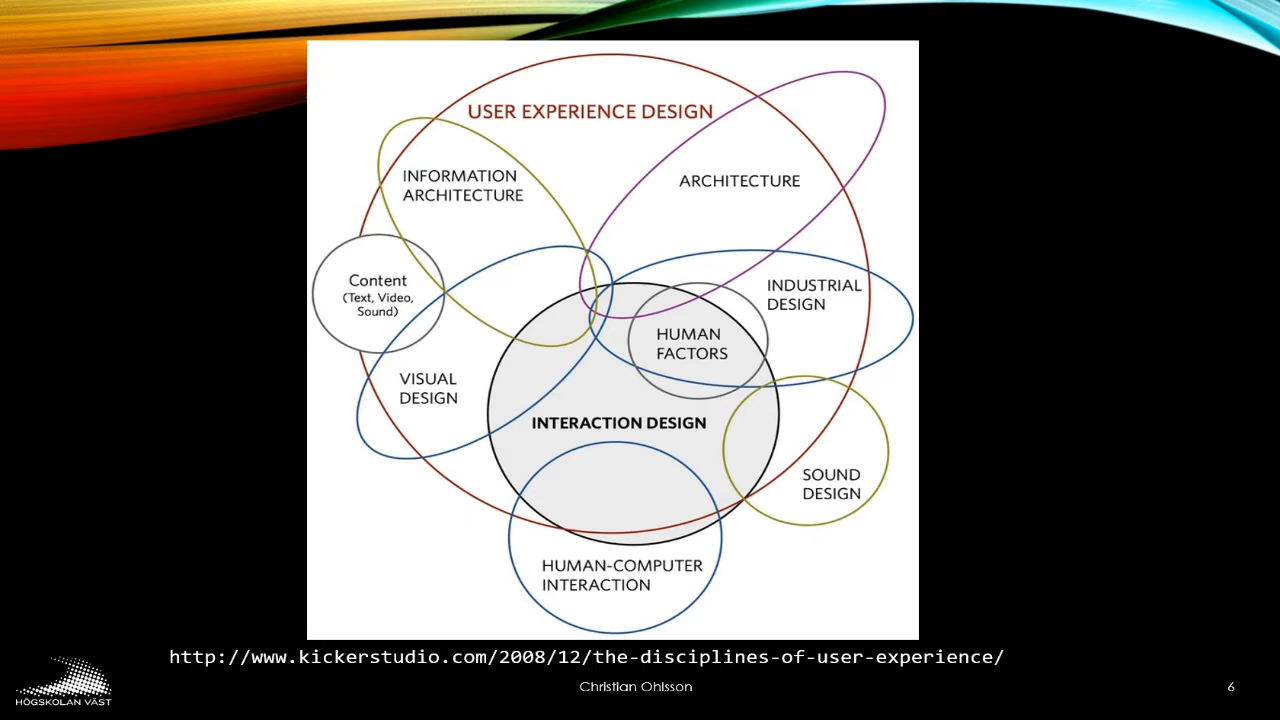 USER EXPERIENCE DESIGN
INFORMATION
ARCHITECTURE
ARCHITECTURE
Content
(Text, Video,
Sound)
INDUSTRIAL
DESIGN
HUMAN
FACTORS
VISUAL
DESIGN
INTERACTION DESIGN
SOUND
DESIGN
HUMAN-COMPUTER
INTERACTION
http://www.kickerstudio.com/2008/12/the-disciplines-of-user-experience/
HÖGSKOLAN VÄST
Christian Ohlsson
6